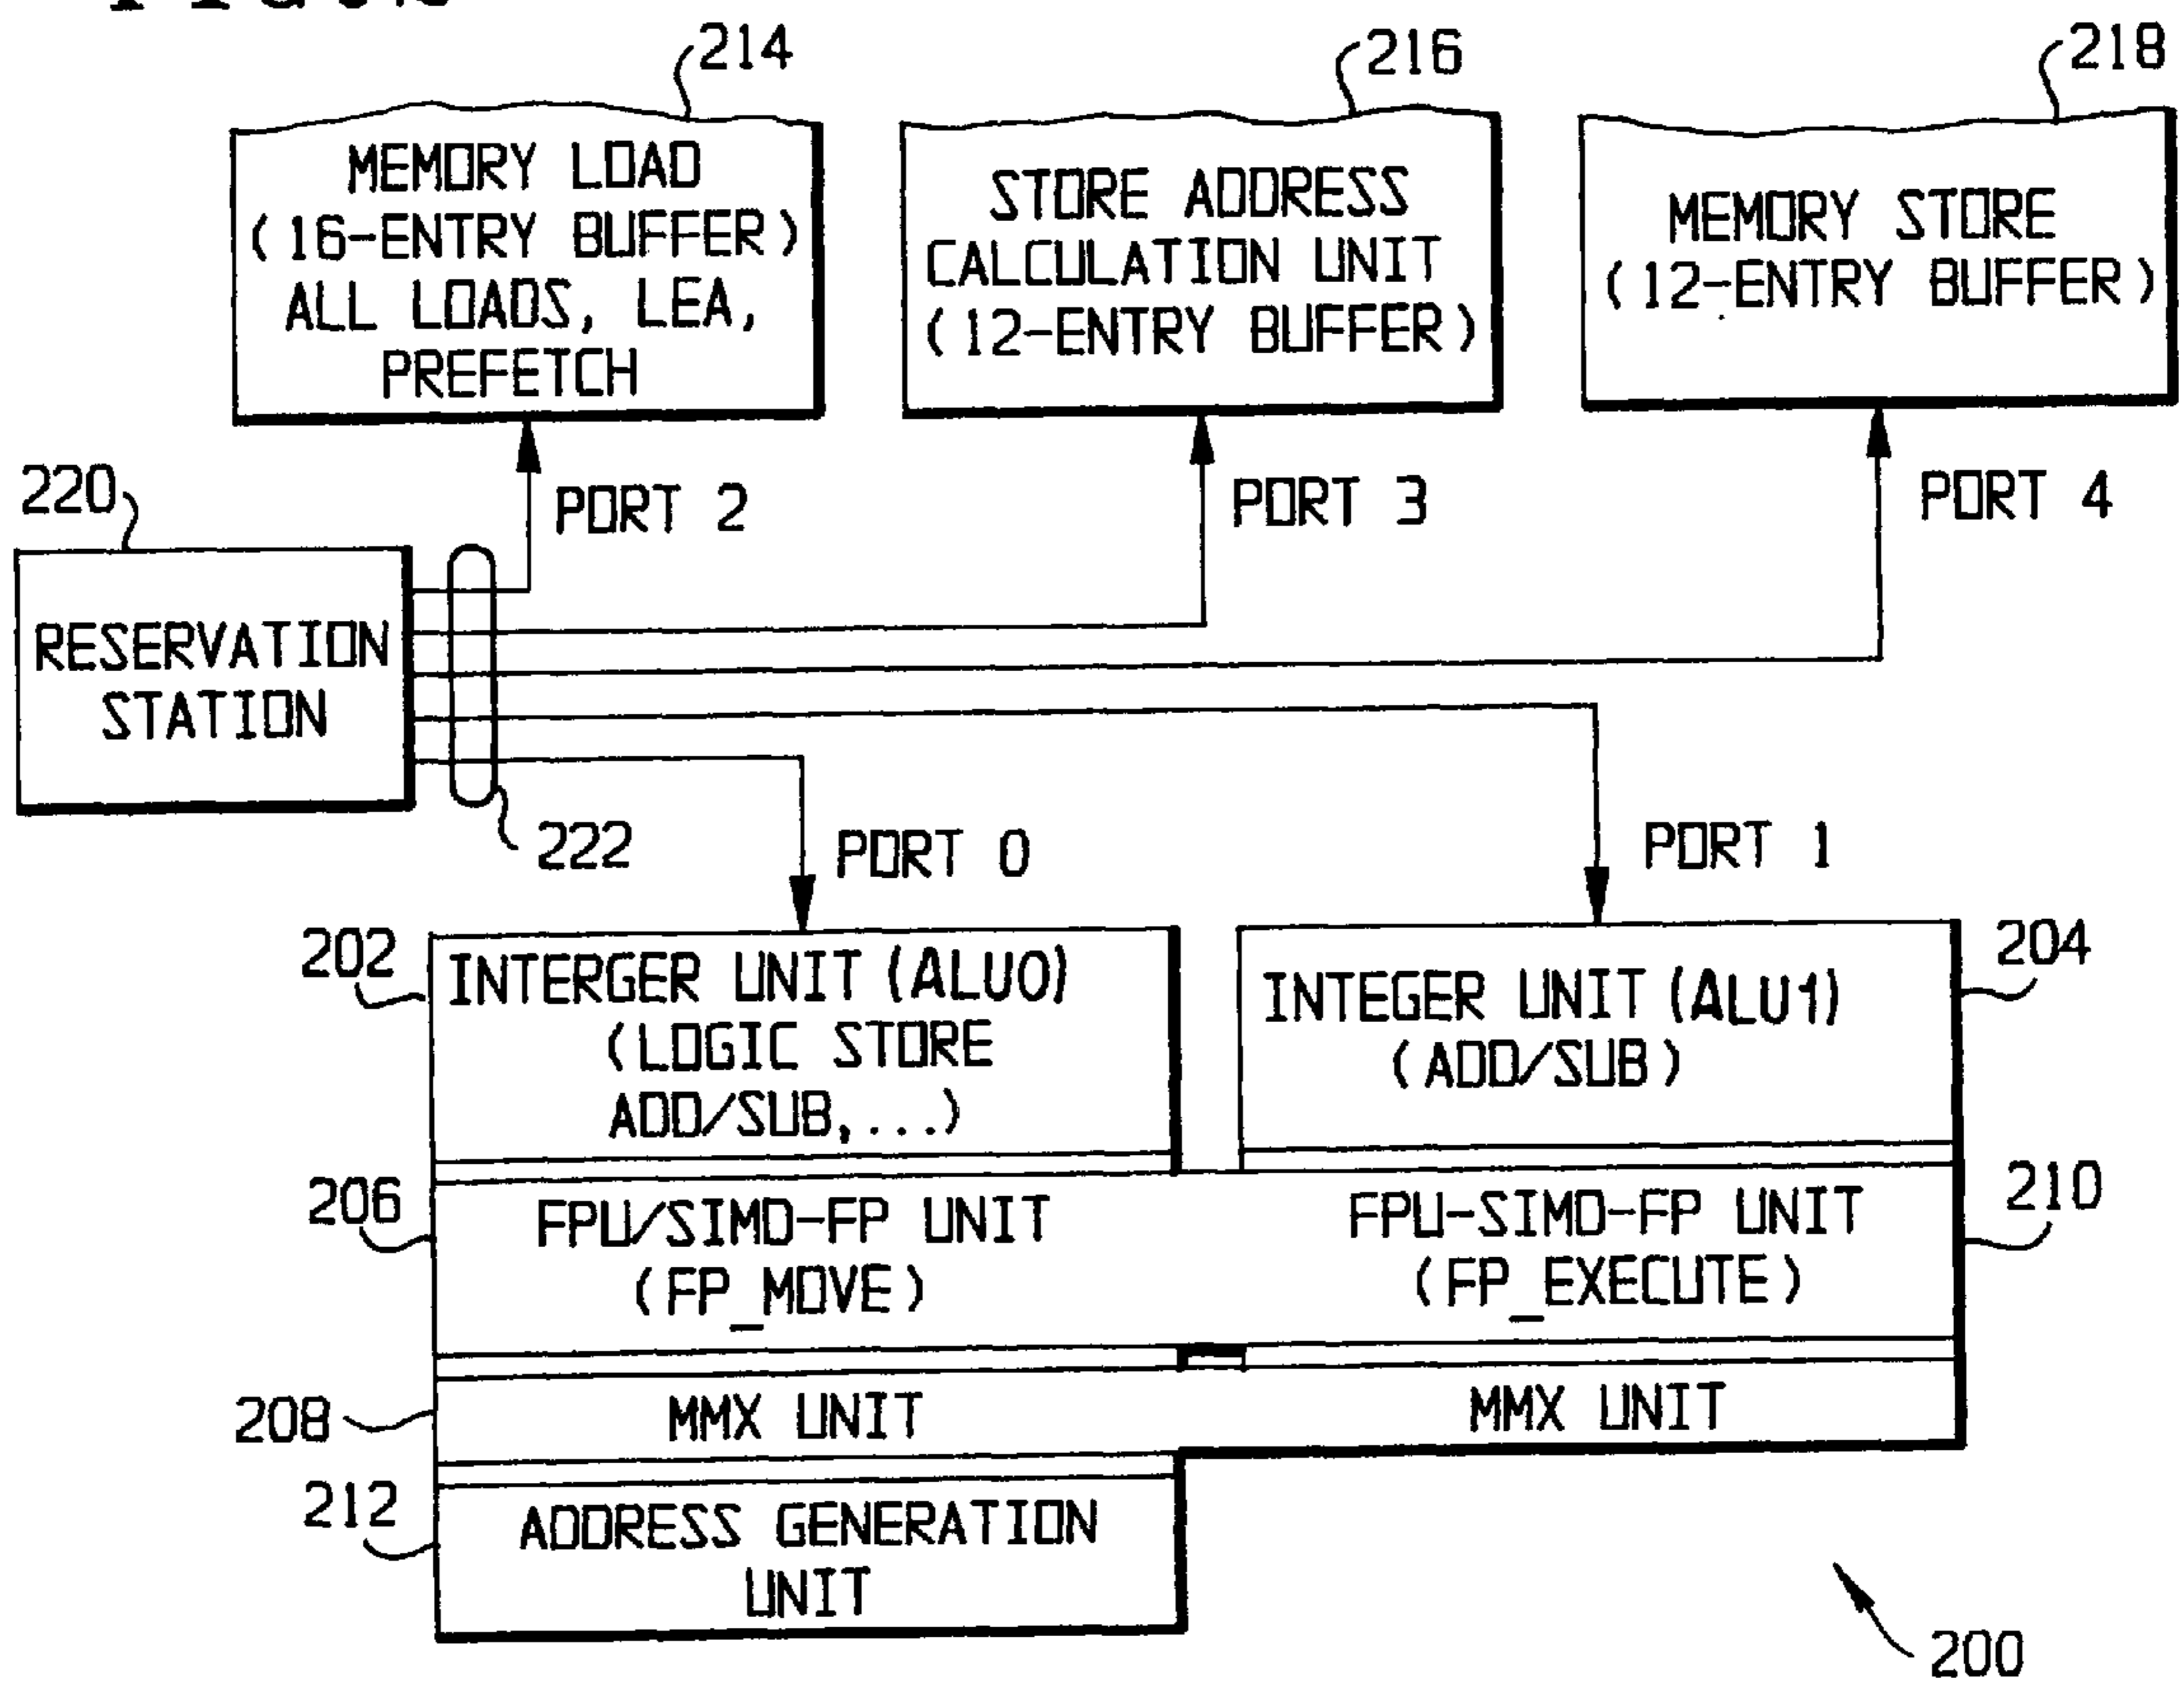 214
216
218
MEMORY LOAD
(16-ENTRY BUFFER)
ALL LOADS, LEA,
PREFETCH
STORE ADDRESS
CALCULATION UNIT
(12-ENTRY BUFFER)
MEMORY STORE
(12-ENTRY BUFFER)
220
PORT 2
PORT 3
PORT 4
RESERVATION
STATION
222
PORT 0
PORT 1
202
INTERGER UNIT (ALU0)
(LOGIC STORE
ADD/SUB,...)
INTEGER UNIT (ALU1)
(ADD/SUB)
204
206
FPU/SIMD-FP UNIT
(FP_MOVE)
FPU-SIMD-FP UNIT
(FP_EXECUTE)
210
208
MMX UNIT
MMX UNIT
212
ADDRESS GENERATION
UNIT
200